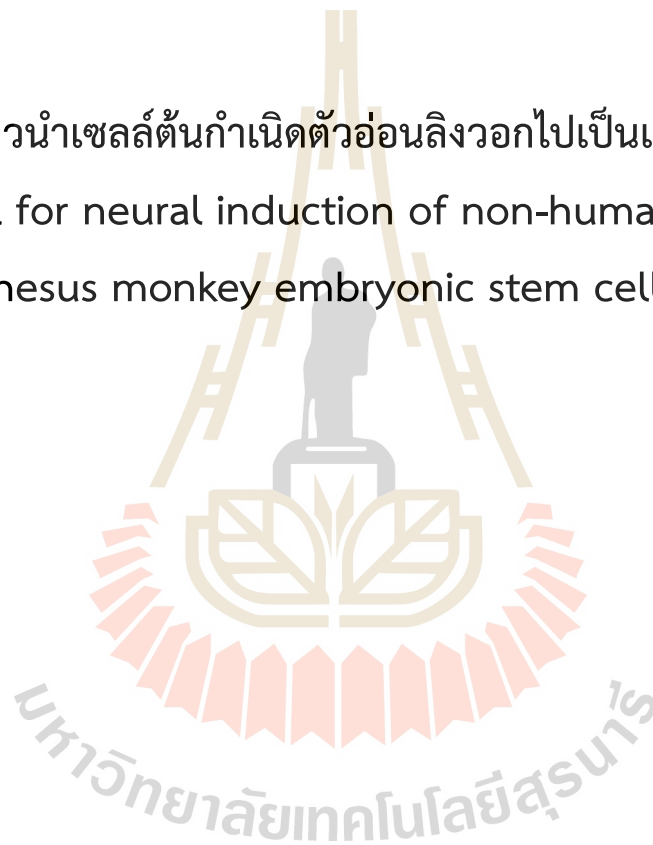 วนำเซลล์ต้นกำเนิดตัวอ่อนลิงวอกไปเป็นเ
for neural induction of non-huma
hesus monkey embryonic stem cell
มหาวิทยาลัยเทคโนโลยีสุรนารี